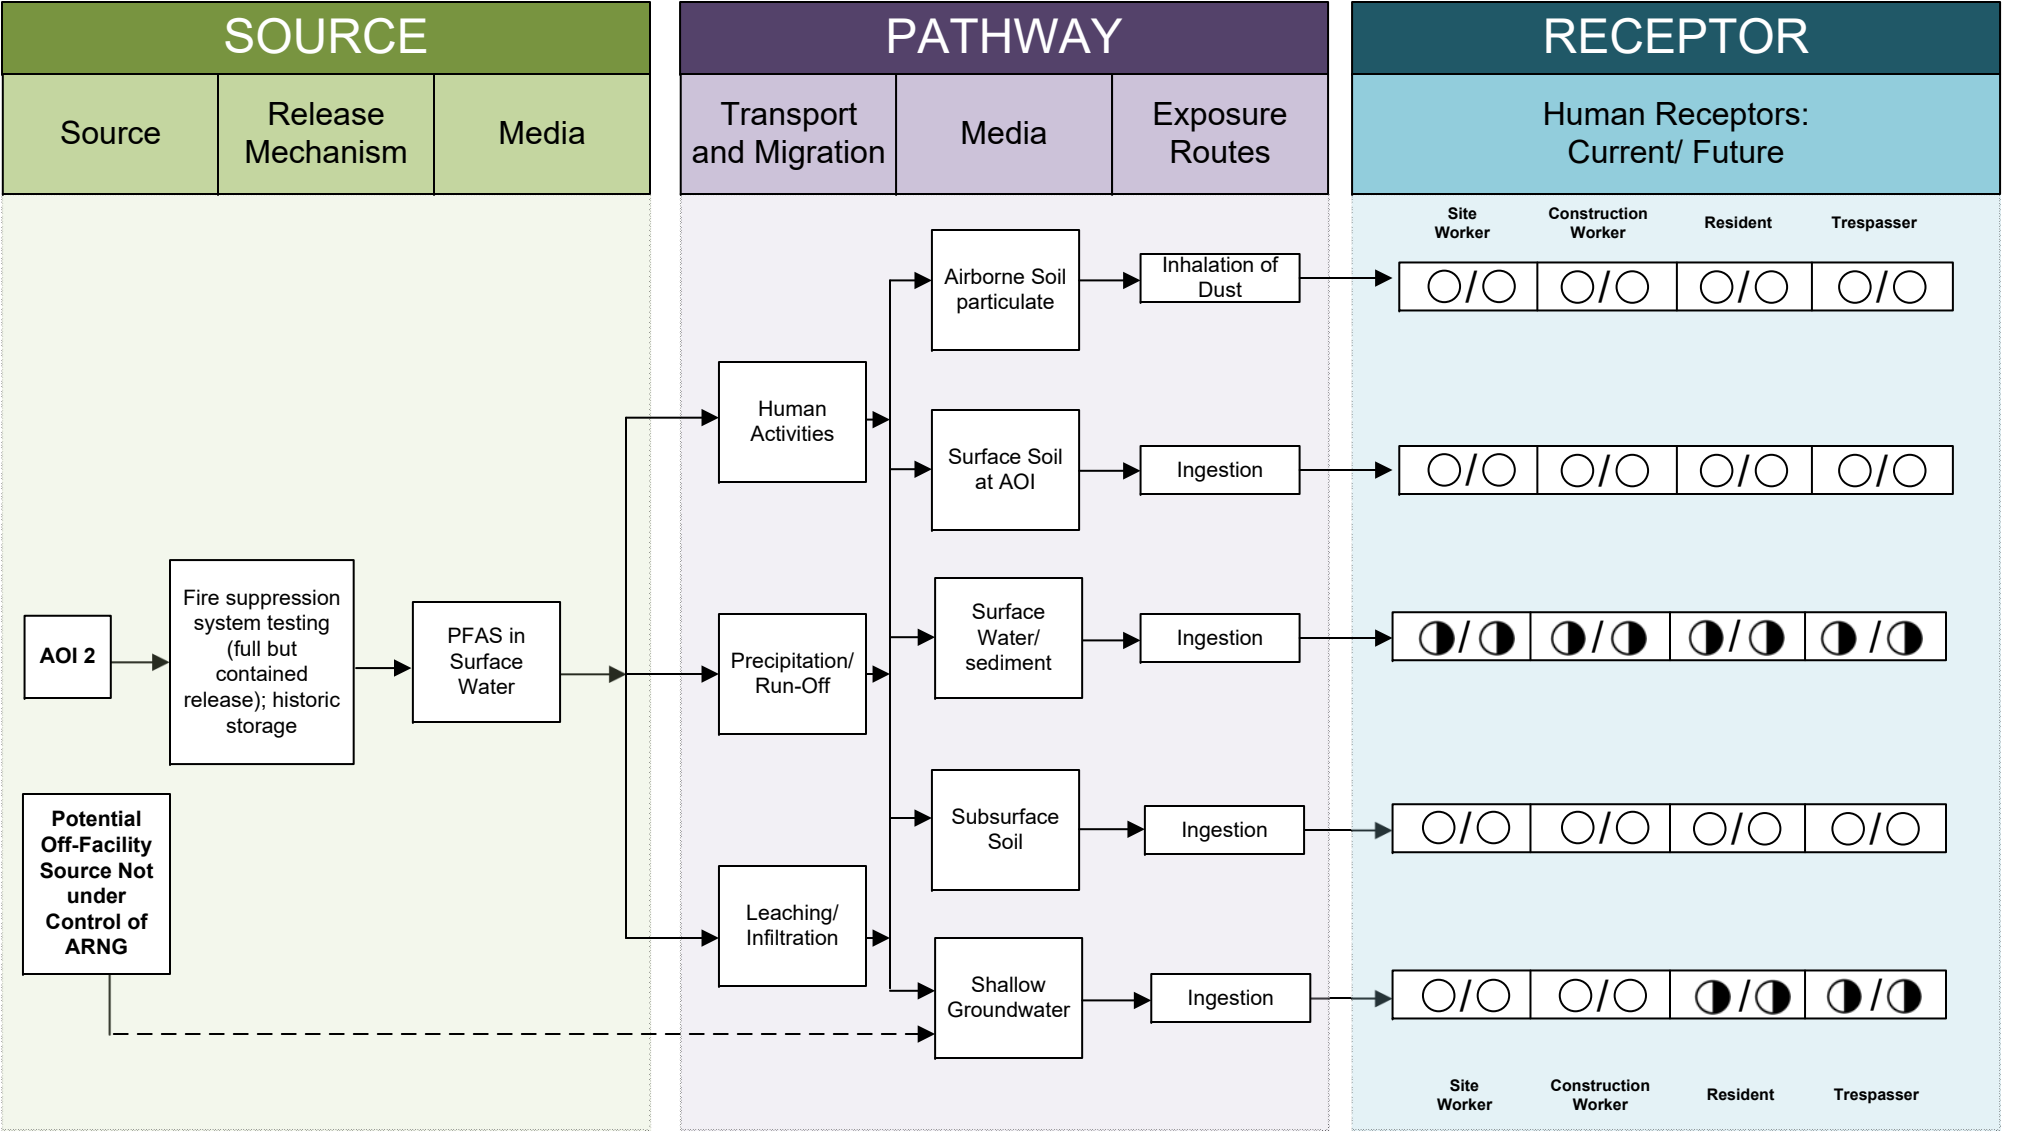 SOURCE
PATHWAY
RECEPTOR
Source
Release
Mechanism
Media
Transport
and Migration
Media
Exposure
Routes
Human Receptors:
Current/ Future
Site
Worker
Construction
Worker
Resident
Trespasser
Airborne Soil
particulate
Inhalation of
Dust
/
/
/
/
Human
Activities
Surface Soil
at AOI
Ingestion
/
/
/
/
AOI 2
Fire suppression
system testing
(full but
contained
release); historic
storage
PFAS in
Surface
Water
Precipitation/
Run-Off
Surface
Water/
sediment
Ingestion
/
/
/
/
Potential
Off-Facility
Source Not
under
Control of
ARNG
Subsurface
Soil
Ingestion
/
/
/
/
Leaching/
Infiltration
Shallow
Groundwater
Ingestion
/
/
/
/
Site
Worker
Construction
Worker
Resident
Trespasser